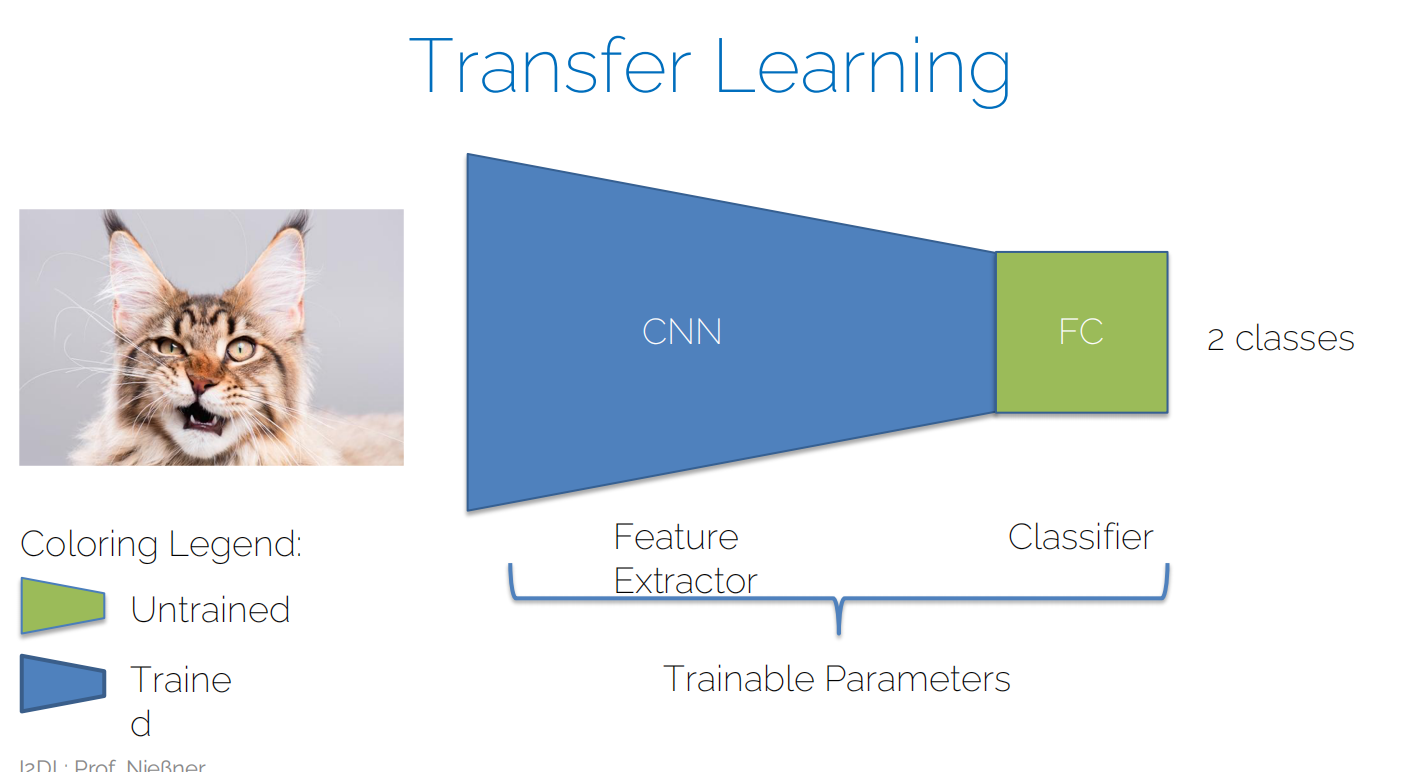 Transfer Learning
CNN
FC
2 classes
Feature
Extractor
Classifier
Trainable Parameters
Coloring Legend:
Untrained
Traine
d
I2DL: Prof. Nießner